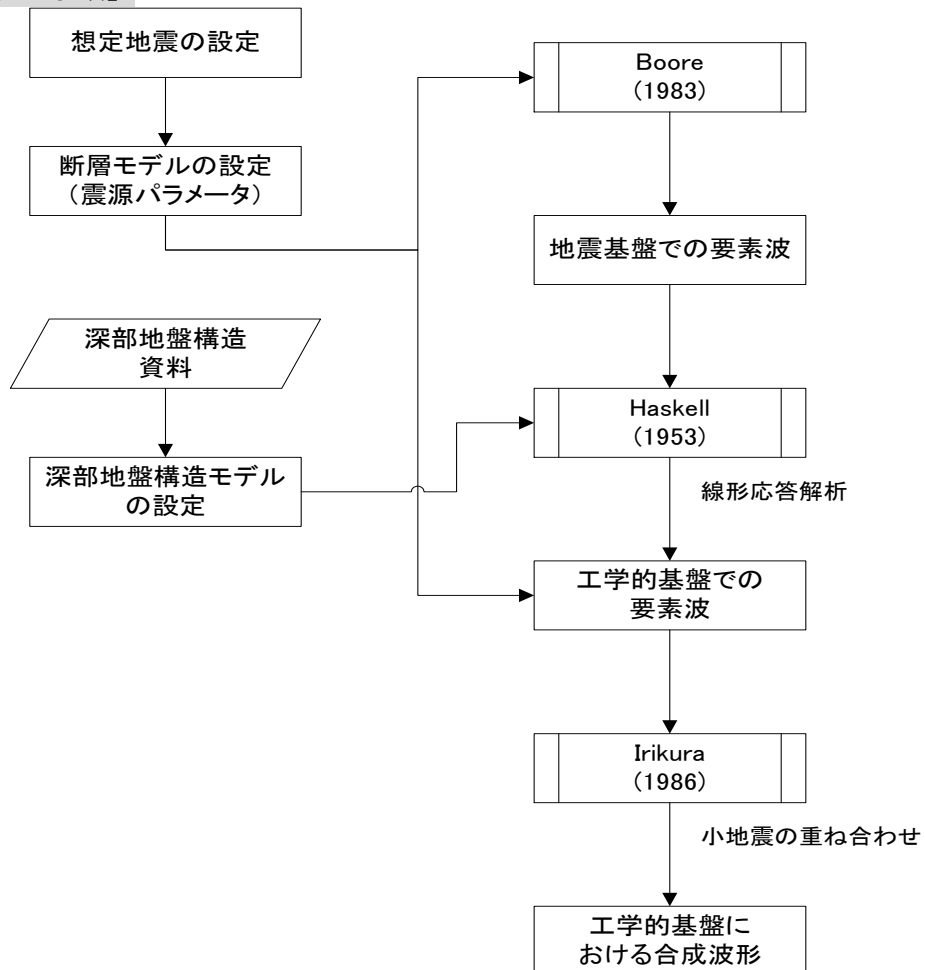 想定地震の設定
断層モデルの設定
（震源パラメータ）
深部地盤構造
資料
深部地盤構造モデル
の設定
Boore
（1983）
地震基盤での要素波
Haskell
（1953）
線形応答解析
工学的基盤での
要素波
Irikura
（1986）
小地震の重ね合わせ
工学的基盤に
おける合成波形